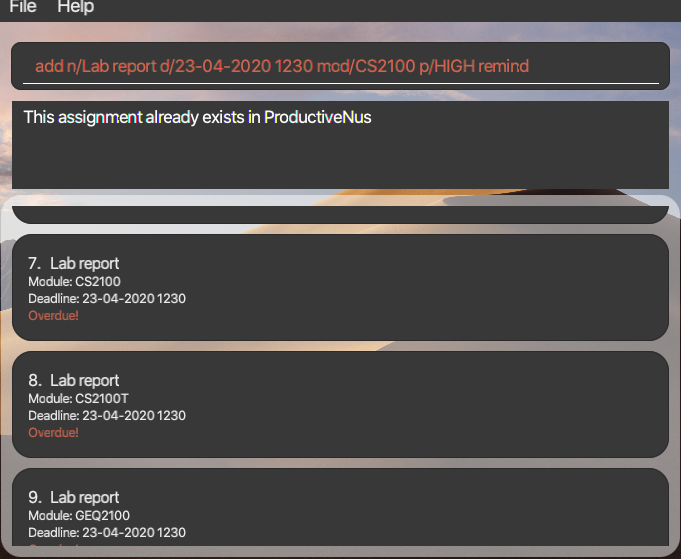 File Help
add n/Lab report d/23-04-2020 1230 mod/CS2100 p/HIGH remind
This assignment already exists in ProductiveNus
7. Lab report
Module: CS2100
Deadline: 23-04-2020 1230
Overdue!
8. Lab report
Module: CS2100T
Deadline: 23-04-2020 1230
Overdue!
9. Lab report
Module: GEQ2100
Deadline: 23-04-2020 1230